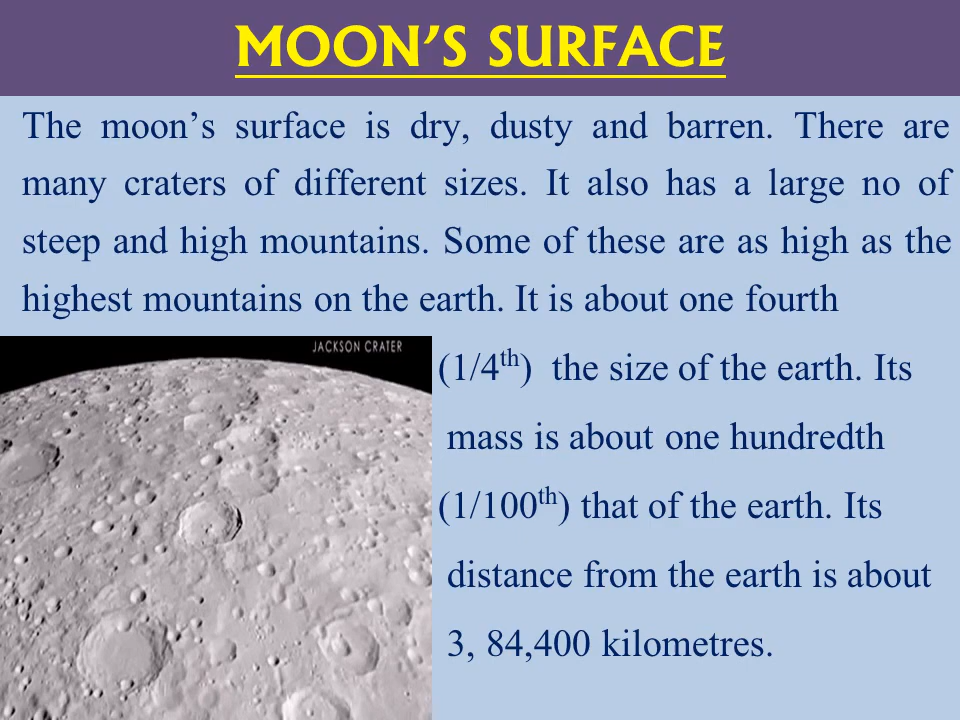 MOON’S SURFACE
The moon’s surface is dry, dusty and barren. There are
many craters of different sizes. It also has a large no of
steep and high mountains. Some of these are as high as the
highest mountains on the earth. It is about one fourth
JACKSON CRATER
(1/4th) the size of the earth. Its
mass is about one hundredth
(1/100th) that of the earth. Its
distance from the earth is about
3, 84,400 kilometres.